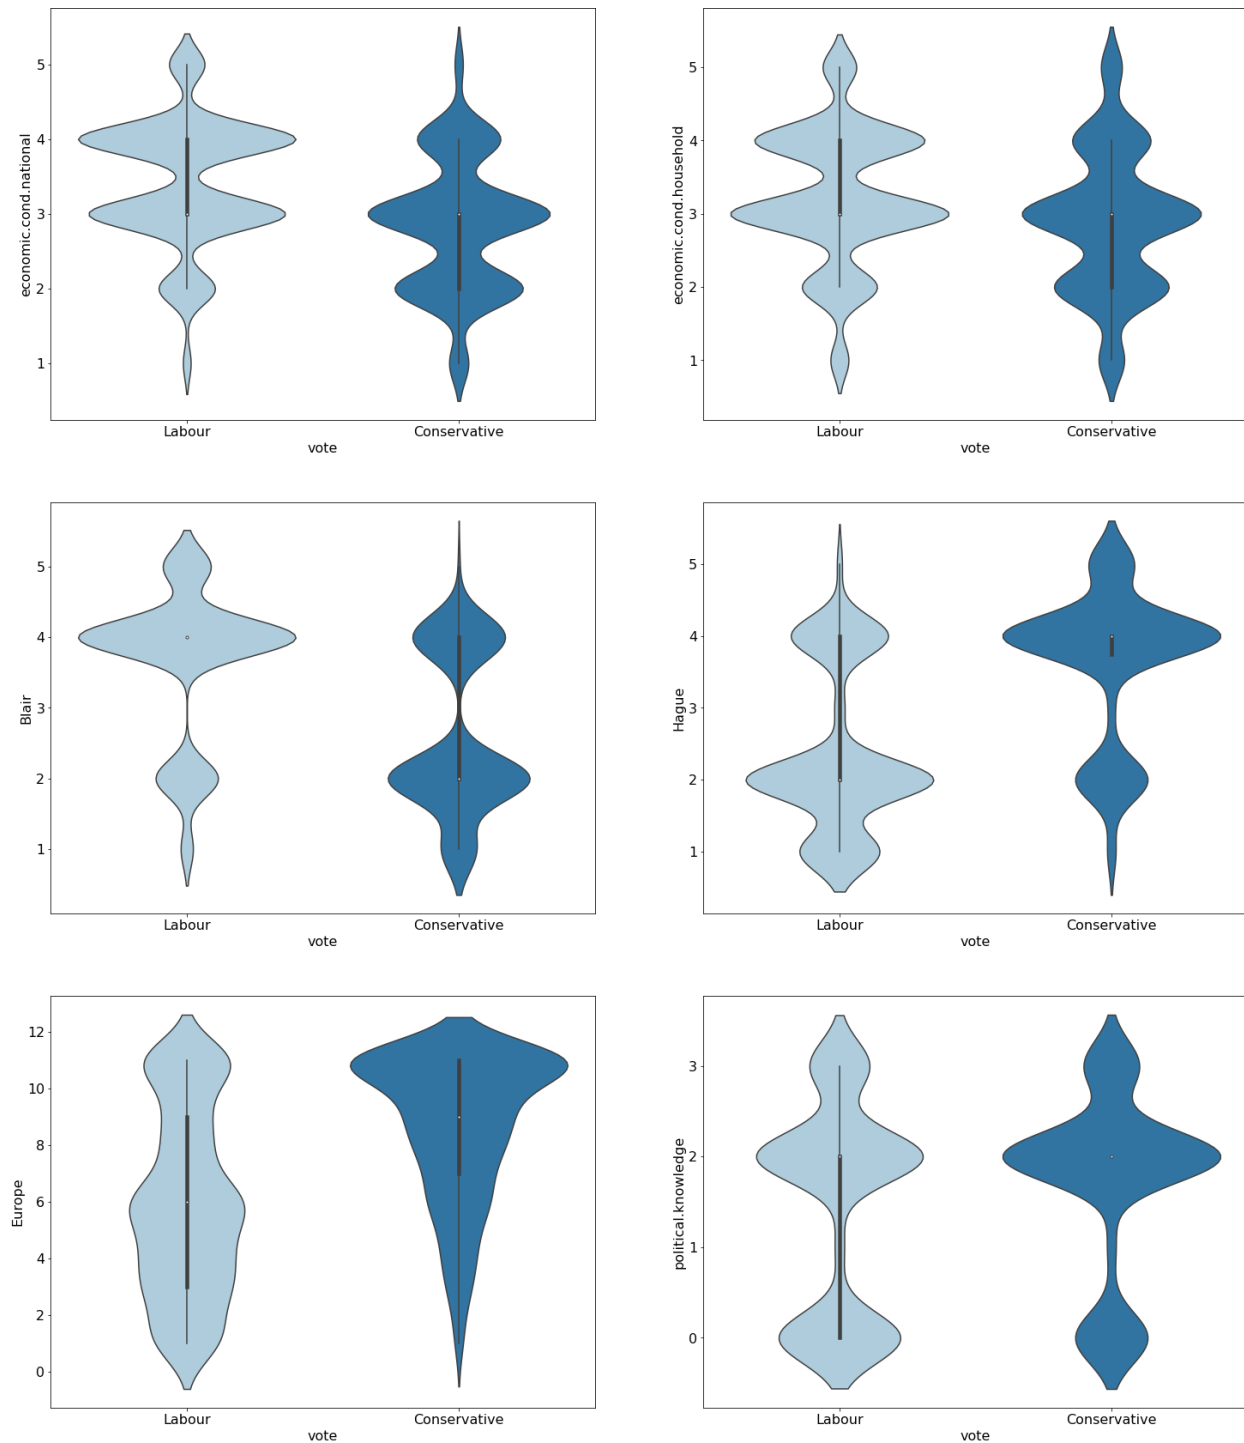 economic.cond.national
5
4
3
2
1
Labour Conservative
vote
economic.cond.household
5
4
3
2
1
Labour Conservative
vote
Blair
5
4
3
2
1
Labour Conservative
vote
Hague
5
4
3
2
1
Labour Conservative
vote
Europe
12
10
8
6
4
2
0
Labour Conservative
vote
political.knowledge
3
2
1
0
Labour Conservative
vote